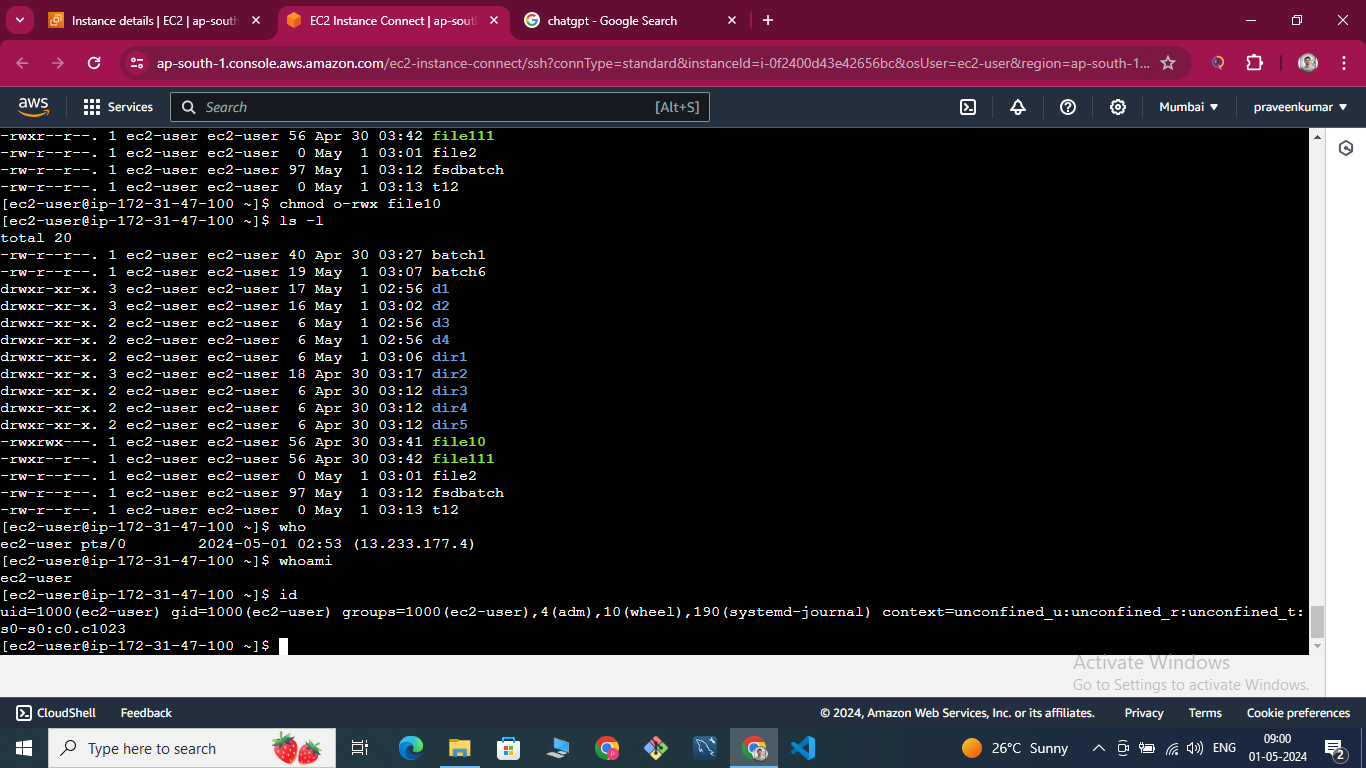 Instance details | EC2 | ap-south
EC2 Instance Connect | ap-sout
chatgpt - Google Search
ap-south-1.console.aws.amazon.com/ec2-instance-connect/ssh?connType=standard&instanceId=i-0f2400d43e42656bc&osUser=ec2-user&region=ap-south-1...
aws
Services
Search
[Alt+S]
Mumbai
praveenkumar
-rwxr--r--. 1 ec2-user ec2-user 56 Apr 30 03:42 file111
-rw-r--r--. 1 ec2-user ec2-user  0 May  1 03:01 file2
-rw-r--r--. 1 ec2-user ec2-user 97 May  1 03:12 fsdbatch
-rw-r--r--. 1 ec2-user ec2-user  0 May  1 03:13 t12
[ec2-user@ip-172-31-47-100 ~]$ chmod o-rwx file10
[ec2-user@ip-172-31-47-100 ~]$ ls -l
total 20
-rw-r--r--. 1 ec2-user ec2-user 40 Apr 30 03:27 batch1
-rw-r--r--. 1 ec2-user ec2-user 19 May  1 03:07 batch6
drwxr-xr-x. 3 ec2-user ec2-user 17 May  1 02:56 d1
drwxr-xr-x. 3 ec2-user ec2-user 16 May  1 03:02 d2
drwxr-xr-x. 2 ec2-user ec2-user  6 May  1 02:56 d3
drwxr-xr-x. 2 ec2-user ec2-user  6 May  1 02:56 d4
drwxr-xr-x. 2 ec2-user ec2-user  6 May  1 03:06 dir1
drwxr-xr-x. 3 ec2-user ec2-user 18 Apr 30 03:17 dir2
drwxr-xr-x. 2 ec2-user ec2-user  6 Apr 30 03:12 dir3
drwxr-xr-x. 2 ec2-user ec2-user  6 Apr 30 03:12 dir4
drwxr-xr-x. 2 ec2-user ec2-user  6 Apr 30 03:12 dir5
-rwxrwx---. 1 ec2-user ec2-user 56 Apr 30 03:41 file10
-rwxr--r--. 1 ec2-user ec2-user 56 Apr 30 03:42 file111
-rw-r--r--. 1 ec2-user ec2-user  0 May  1 03:01 file2
-rw-r--r--. 1 ec2-user ec2-user 97 May  1 03:12 fsdbatch
-rw-r--r--. 1 ec2-user ec2-user  0 May  1 03:13 t12
[ec2-user@ip-172-31-47-100 ~]$ who
ec2-user pts/0        2024-05-01 02:53 (13.233.177.4)
[ec2-user@ip-172-31-47-100 ~]$ whoami
ec2-user
[ec2-user@ip-172-31-47-100 ~]$ id
uid=1000(ec2-user) gid=1000(ec2-user) groups=1000(ec2-user),4(adm),10(wheel),190(systemd-journal) context=unconfined_u:unconfined_r:unconfined_t:
s0-s0:c0.c1023
[ec2-user@ip-172-31-47-100 ~]$
Activate Windows
Go to Settings to activate Windows.
CloudShell
Feedback
© 2024, Amazon Web Services, Inc. or its affiliates.
Privacy
Terms
Cookie preferences
Type here to search
26°C Sunny
ENG
09:00
01-05-2024
2